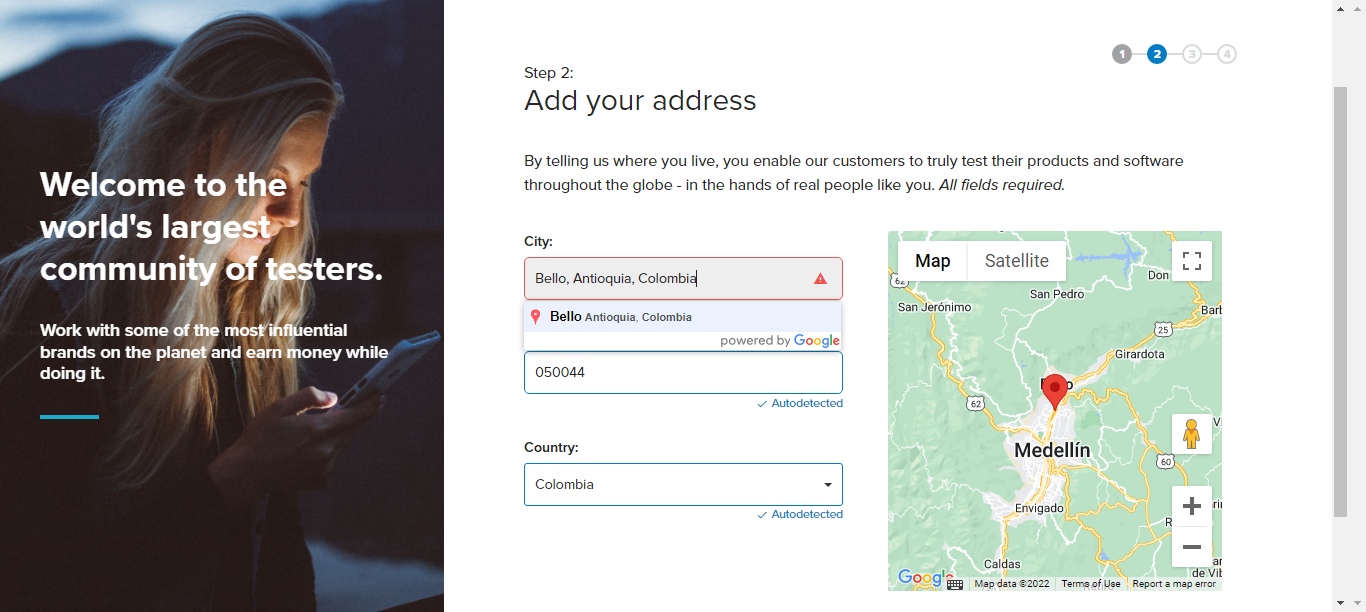 Welcome to the
world's largest
community of testers.
Work with some of the most influential
brands on the planet and earn money while
doing it.
1 2 3 4
Step 2:
Add your address
By telling us where you live, you enable our customers to truly test their products and software
throughout the globe - in the hands of real people like you. All fields required.
City:
Bello, Antioquia, Colombia
Bello Antioquia, Colombia
powered by Google
050044
Autodetected
Country:
Colombia
Autodetected
Map Satellite
62
Don
San Pedro
San Jerónimo
Barb
25
Girardota
62
Medellín
60
Envigado
Caldas
de Vib
Google
Map data ©2022 Terms of Use Report a map error